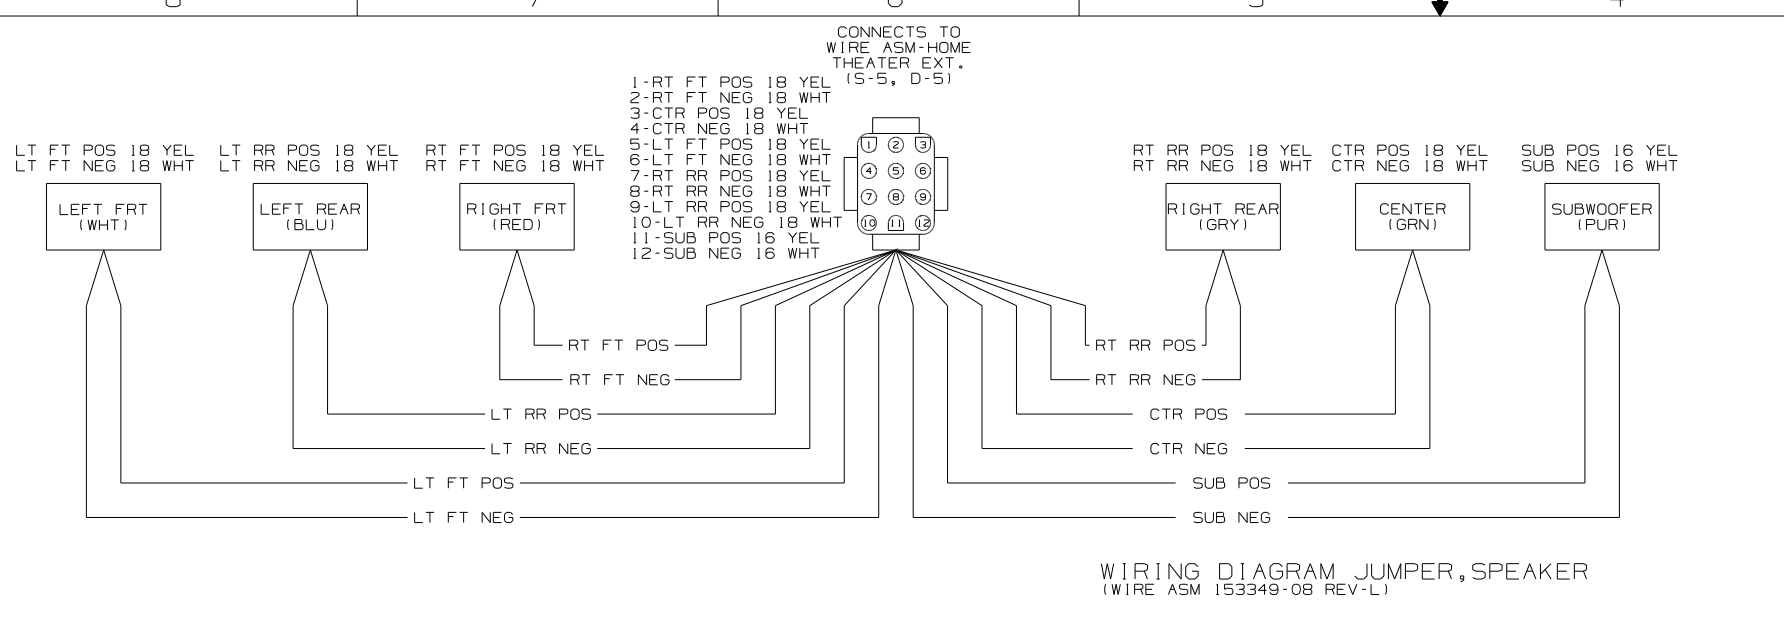 CONNECTS TO
WIRE ASM-HOME
THEATER EXT.
(S-5, D-5)
1-RT FT POS 18 YEL
2-RT FT NEG 18 WHT
3-CTR POS 18 YEL
4-CTR NEG 18 WHT
5-LT FT POS 18 YEL
6-LT FT NEG 18 WHT
7-RT RR POS 18 YEL
8-RT RR NEG 18 WHT
9-LT RR POS 18 YEL
10-LT RR NEG 18 WHT
11-SUB POS 16 YEL
12-SUB NEG 16 WHT
1 2 3
4 5 6
7 8 9
10 11 12
LT FT POS 18 YEL
LT FT NEG 18 WHT
LEFT FRT
(WHT)
LT RR POS 18 YEL
LT RR NEG 18 WHT
LEFT REAR
(BLU)
RT FT POS 18 YEL
RT FT NEG 18 WHT
RIGHT FRT
(RED)
RT RR POS 18 YEL
RT RR NEG 18 WHT
RIGHT REAR
(GRY)
CTR POS 18 YEL
CTR NEG 18 WHT
CENTER
(GRN)
SUB POS 16 YEL
SUB NEG 16 WHT
SUBWOOFER
(PUR)
RT FT POS
RT FT NEG
LT RR POS
LT RR NEG
LT FT POS
LT FT NEG
RT RR POS
RT RR NEG
CTR POS
CTR NEG
SUB POS
SUB NEG
WIRING DIAGRAM JUMPER,SPEAKER
(WIRE ASM 153349-08 REV-L)